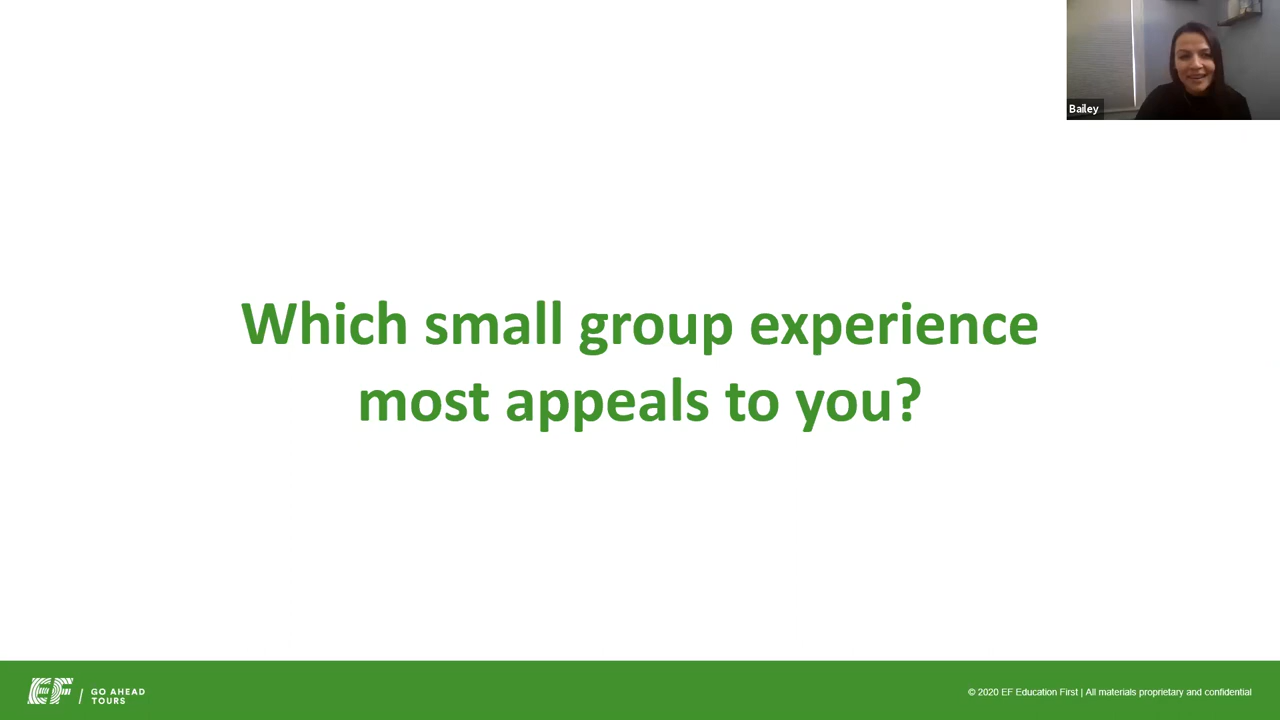 Bailey
Which small group experience
most appeals to you?
EF / GO AHEAD
TOURS
© 2020 EF Education First | All materials proprietary and confidential